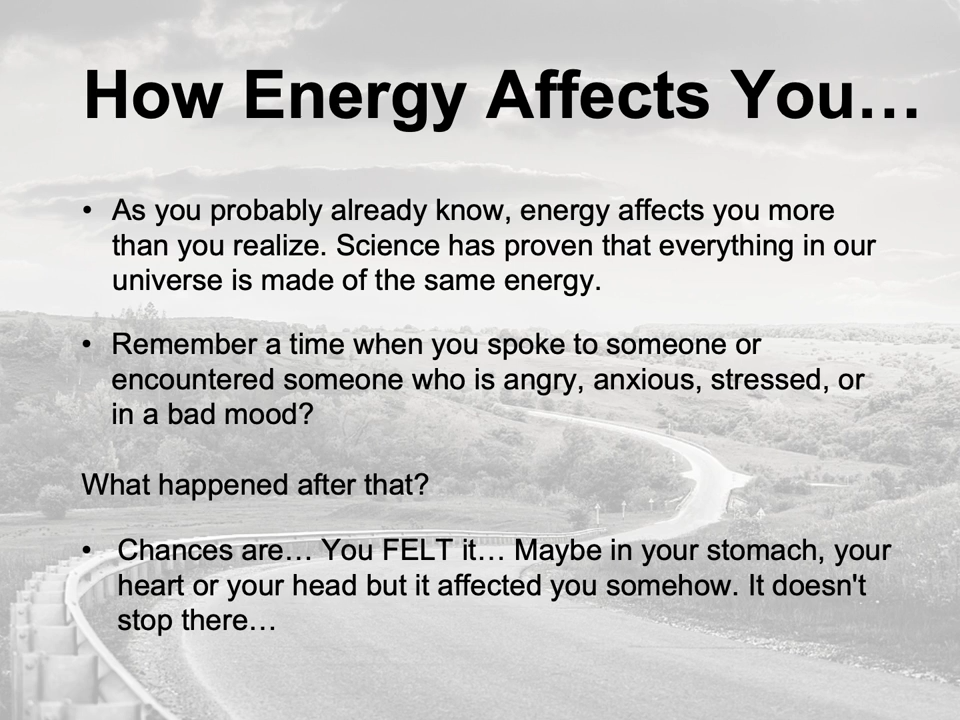 How Energy Affects You…
• As you probably already know, energy affects you more
than you realize. Science has proven that everything in our
universe is made of the same energy.
• Remember a time when you spoke to someone or
encountered someone who is angry, anxious, stressed, or
in a bad mood?
What happened after that?
• Chances are… You FELT it… Maybe in your stomach, your
heart or your head but it affected you somehow. It doesn't
stop there…